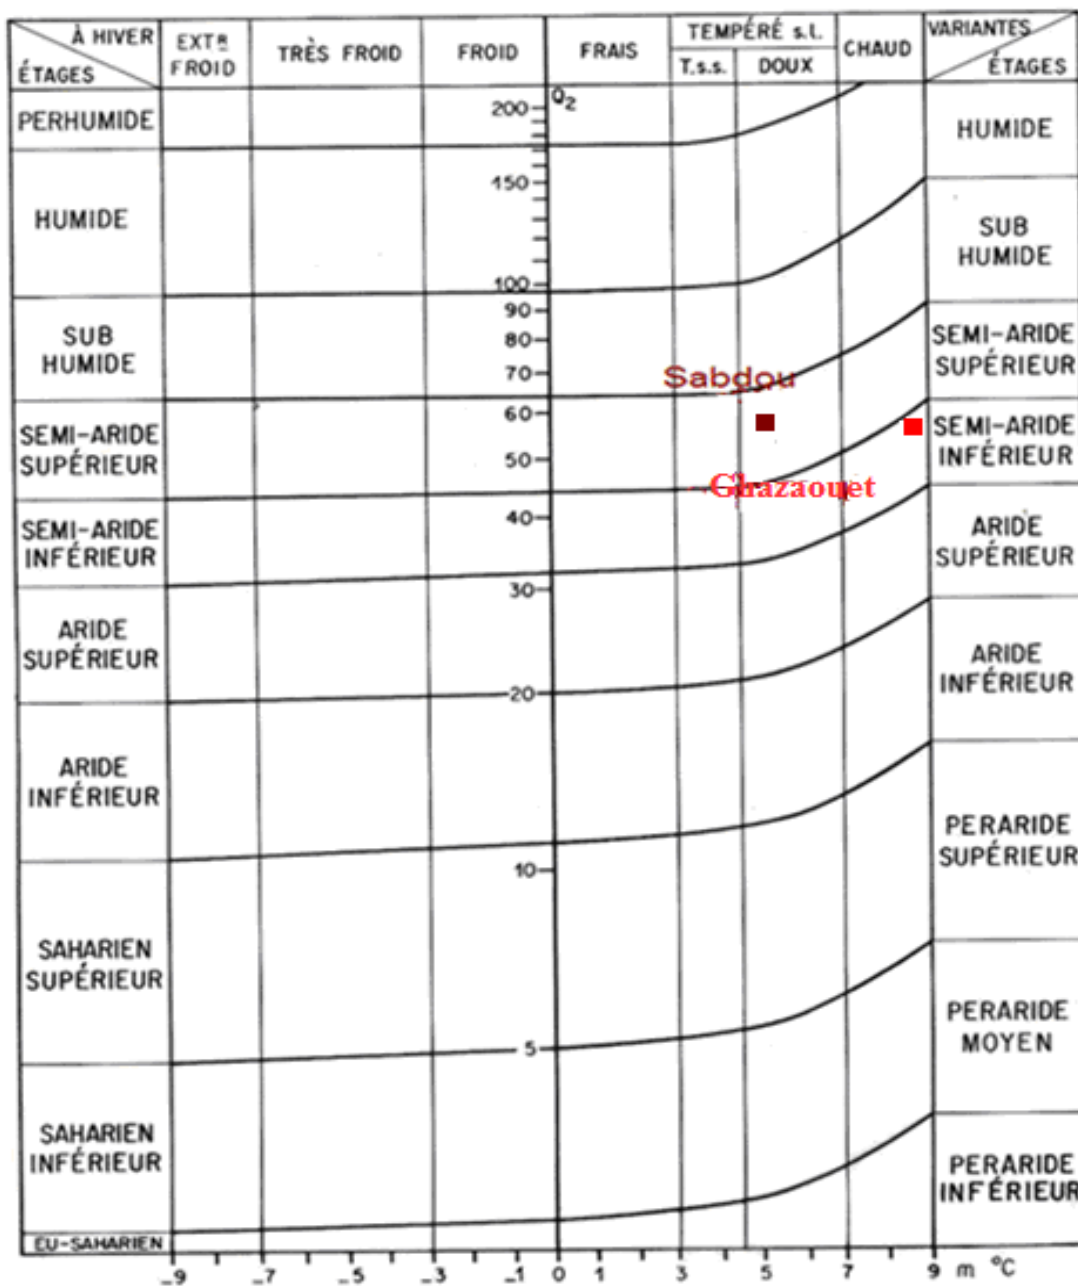 À HIVER
ÉTAGES
EXTR
FROID
TRÈS FROID
FROID
FRAIS
TEMPÉRÉ s.l.
T.s.s.
DOUX
CHAUD
VARIANTES
ÉTAGES
PERHUMIDE
HUMIDE
SUB
HUMIDE
SEMI-ARIDE
SUPÉRIEUR
SEMI-ARIDE
INFÉRIEUR
ARIDE
SUPÉRIEUR
ARIDE
INFÉRIEUR
SAHARIEN
SUPÉRIEUR
SAHARIEN
INFÉRIEUR
EU-SAHARIEN
200
Q2
150
100
90
80
70
60
50
40
30
20
10
5
Sabdou
Ghazaouet
HUMIDE
SUB
HUMIDE
SEMI-ARIDE
SUPÉRIEUR
SEMI-ARIDE
INFÉRIEUR
ARIDE
SUPÉRIEUR
ARIDE
INFÉRIEUR
PERARIDE
SUPÉRIEUR
PERARIDE
MOYEN
PERARIDE
INFÉRIEUR
-9 -7 -5 -3 -1 0 1 3 5 7 9 m °C